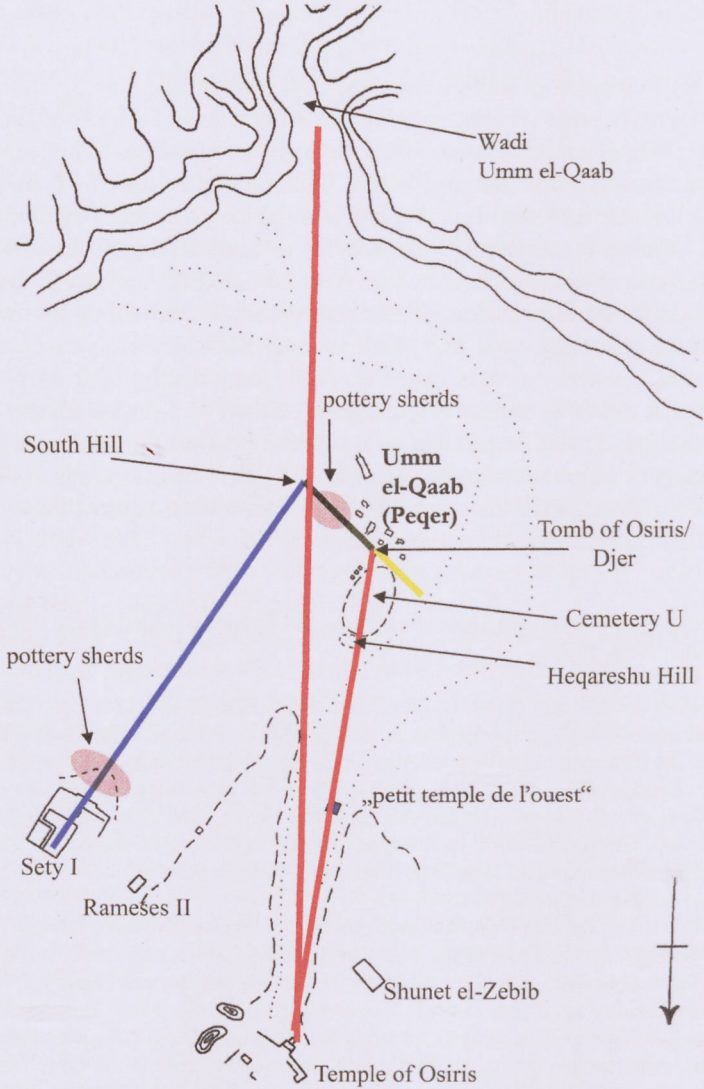 Wadi
Umm el-Qaab
pottery sherds
South Hill
Umm
el-Qaab
(Peqer)
Tomb of Osiris/
Djer
Cemetery U
pottery sherds
Heqareshu Hill
„petit temple de l'ouest“
Sety I
Rameses II
Shunet el-Zebib
Temple of Osiris